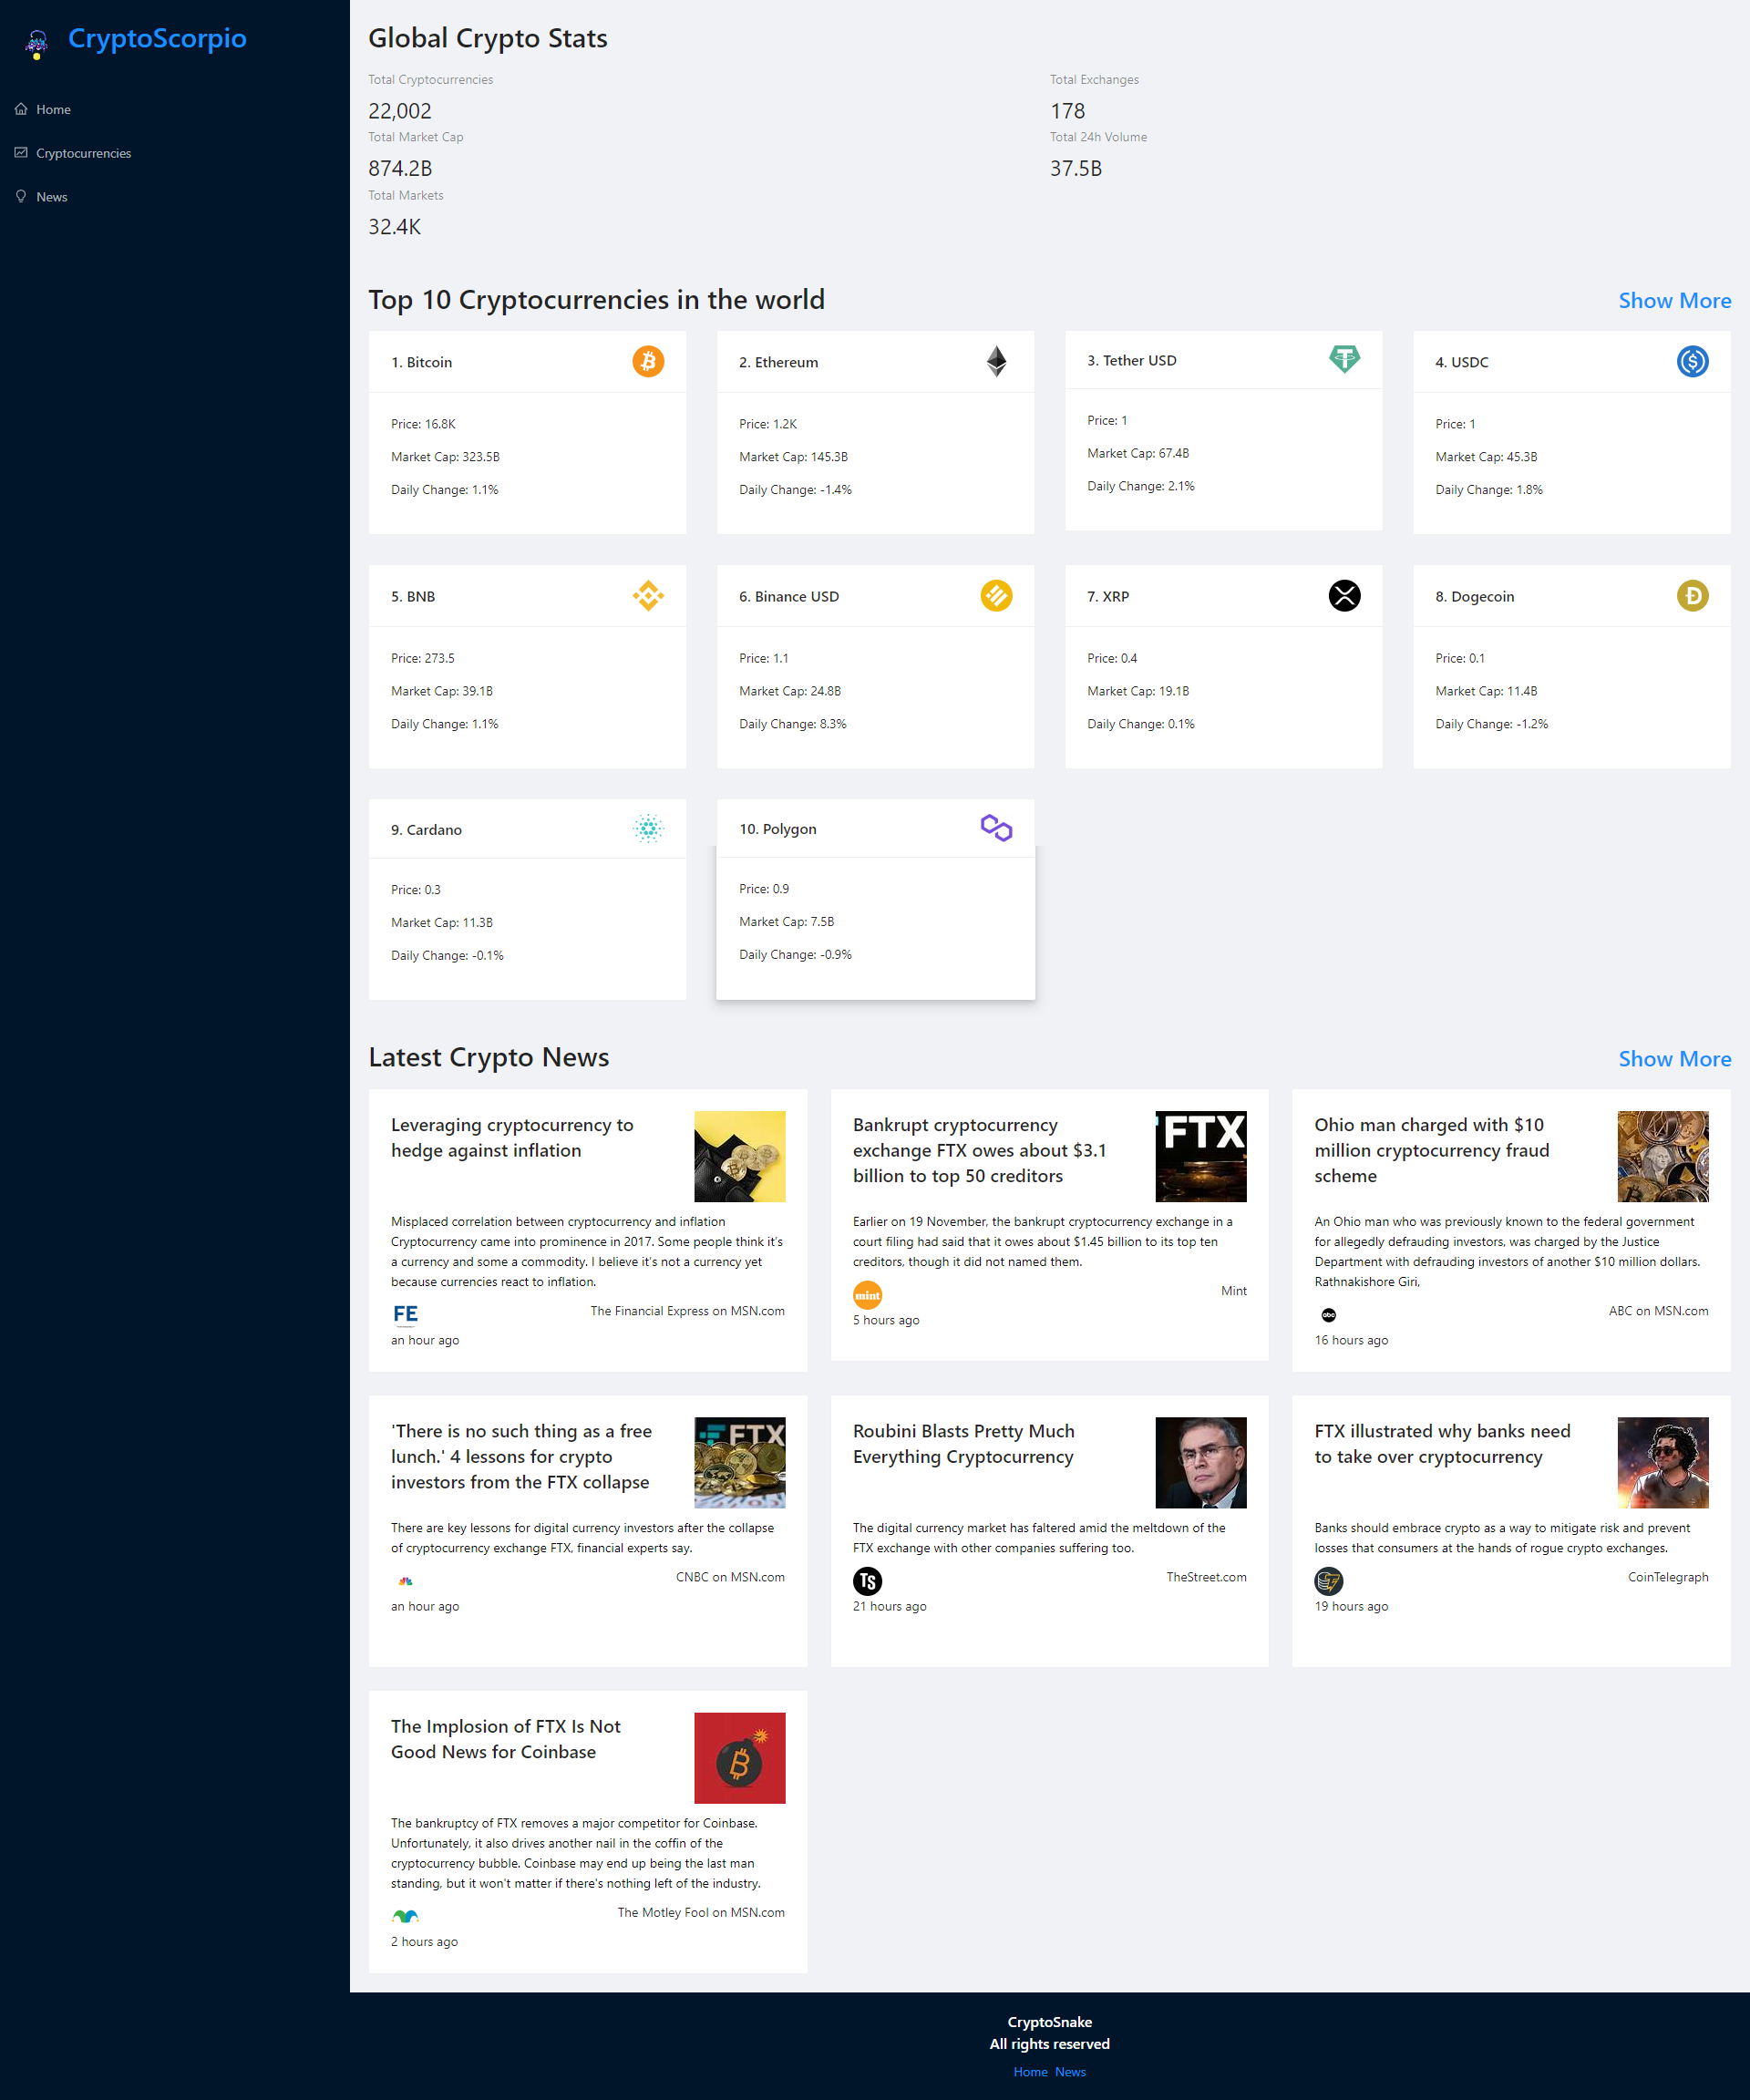 CryptoScorpio
Home
Cryptocurrencies
News
Global Crypto Stats
Total Cryptocurrencies
22,002
Total Exchanges
178
Total Market Cap
874.2B
Total 24h Volume
37.5B
Total Markets
32.4K
Top 10 Cryptocurrencies in the world
Show More
1. Bitcoin
Price: 16.8K
Market Cap: 323.5B
Daily Change: 1.1%
2. Ethereum
Price: 1.2K
Market Cap: 145.3B
Daily Change: -1.4%
3. Tether USD
Price: 1
Market Cap: 67.4B
Daily Change: 2.1%
4. USDC
Price: 1
Market Cap: 45.3B
Daily Change: 1.8%
5. BNB
Price: 273.5
Market Cap: 39.1B
Daily Change: 1.1%
6. Binance USD
Price: 1.1
Market Cap: 24.8B
Daily Change: 8.3%
7. XRP
Price: 0.4
Market Cap: 19.1B
Daily Change: 0.1%
8. Dogecoin
Price: 0.1
Market Cap: 11.4B
Daily Change: -1.2%
9. Cardano
Price: 0.3
Market Cap: 11.3B
Daily Change: -0.1%
10. Polygon
Price: 0.9
Market Cap: 7.5B
Daily Change: -0.9%
Latest Crypto News
Show More
Leveraging cryptocurrency to
hedge against inflation
Misplaced correlation between cryptocurrency and inflation
Cryptocurrency came into prominence in 2017. Some people think it's
a currency and some a commodity. I believe it's not a currency yet
because currencies react to inflation.
FE
The Financial Express on MSN.com
an hour ago
Bankrupt cryptocurrency
exchange FTX owes about $3.1
billion to top 50 creditors
FTX
Earlier on 19 November, the bankrupt cryptocurrency exchange in a
court filing had said that it owes about $1.45 billion to its top ten
creditors, though it did not named them.
mint
Mint
5 hours ago
Ohio man charged with $10
million cryptocurrency fraud
scheme
An Ohio man who was previously known to the federal government
for allegedly defrauding investors, was charged by the Justice
Department with defrauding investors of another $10 million dollars.
Rathnakishore Giri,
abc
ABC on MSN.com
16 hours ago
'There is no such thing as a free
lunch.' 4 lessons for crypto
investors from the FTX collapse
FTX
There are key lessons for digital currency investors after the collapse
of cryptocurrency exchange FTX, financial experts say.
CNBC on MSN.com
an hour ago
Roubini Blasts Pretty Much
Everything Cryptocurrency
The digital currency market has faltered amid the meltdown of the
FTX exchange with other companies suffering too.
TS
TheStreet.com
21 hours ago
FTX illustrated why banks need
to take over cryptocurrency
Banks should embrace crypto as a way to mitigate risk and prevent
losses that consumers at the hands of rogue crypto exchanges.
CoinTelegraph
19 hours ago
The Implosion of FTX Is Not
Good News for Coinbase
The bankruptcy of FTX removes a major competitor for Coinbase.
Unfortunately, it also drives another nail in the coffin of the
cryptocurrency bubble. Coinbase may end up being the last man
standing, but it won't matter if there's nothing left of the industry.
The Motley Fool on MSN.com
2 hours ago
CryptoSnake
All rights reserved
Home News